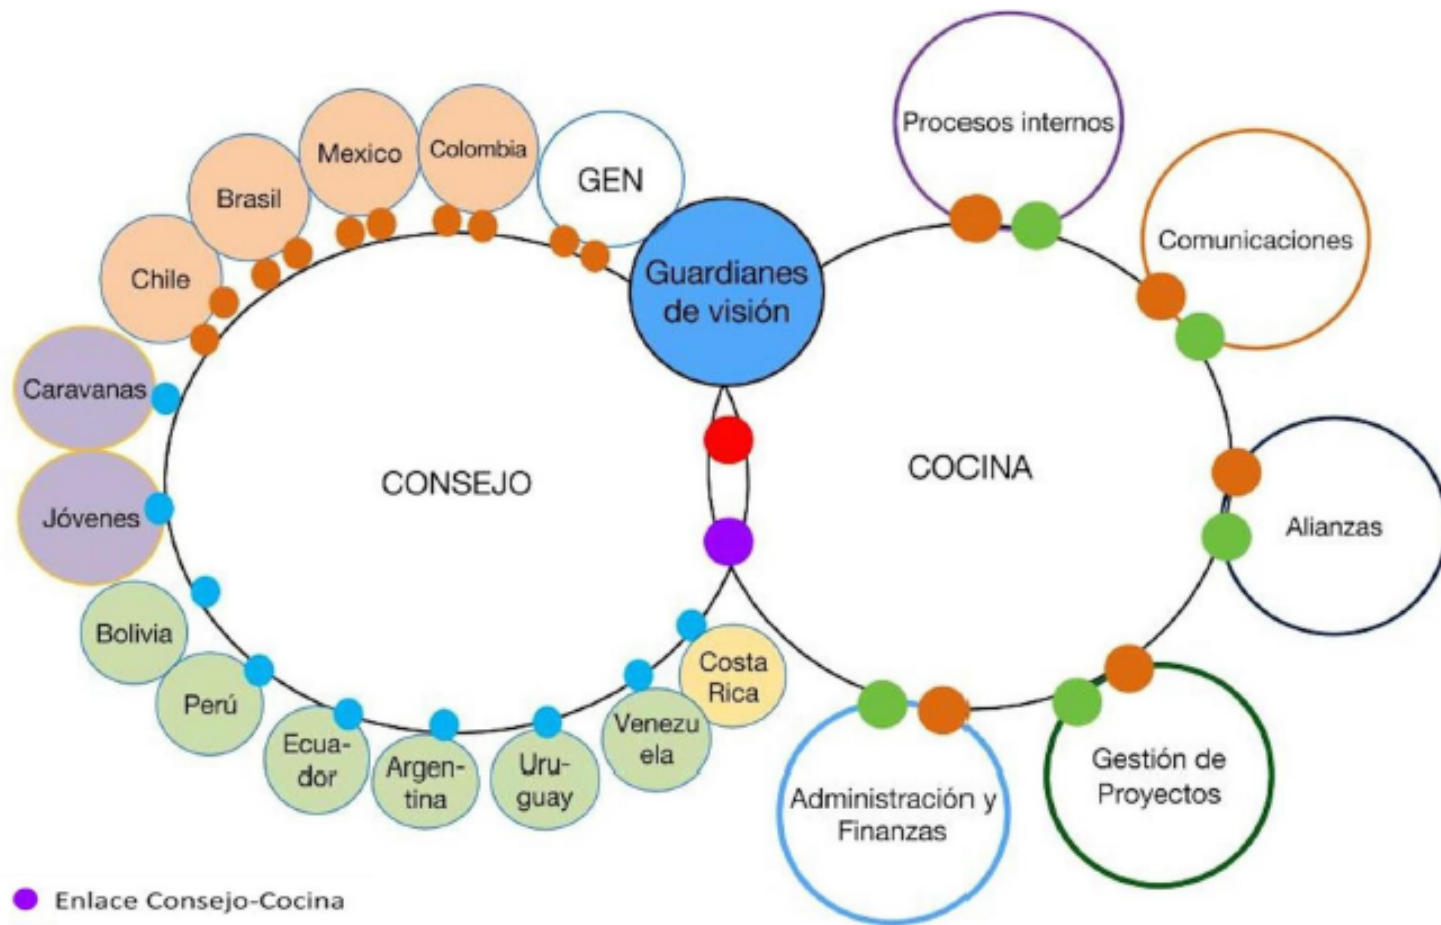 Procesos internos
Mexico
Colombia
GEN
Brasil
Comunicaciones
Chile
Guardianes
de visión
Caravanas
CONSEJO
COCINA
Jóvenes
Alianzas
Bolivia
Perú
Costa
Rica
Ecua-
dor
Argen-
tina
Uru-
guay
Venezu
ela
Gestión de
Proyectos
Administración y
Finanzas
Enlace Consejo-Cocina